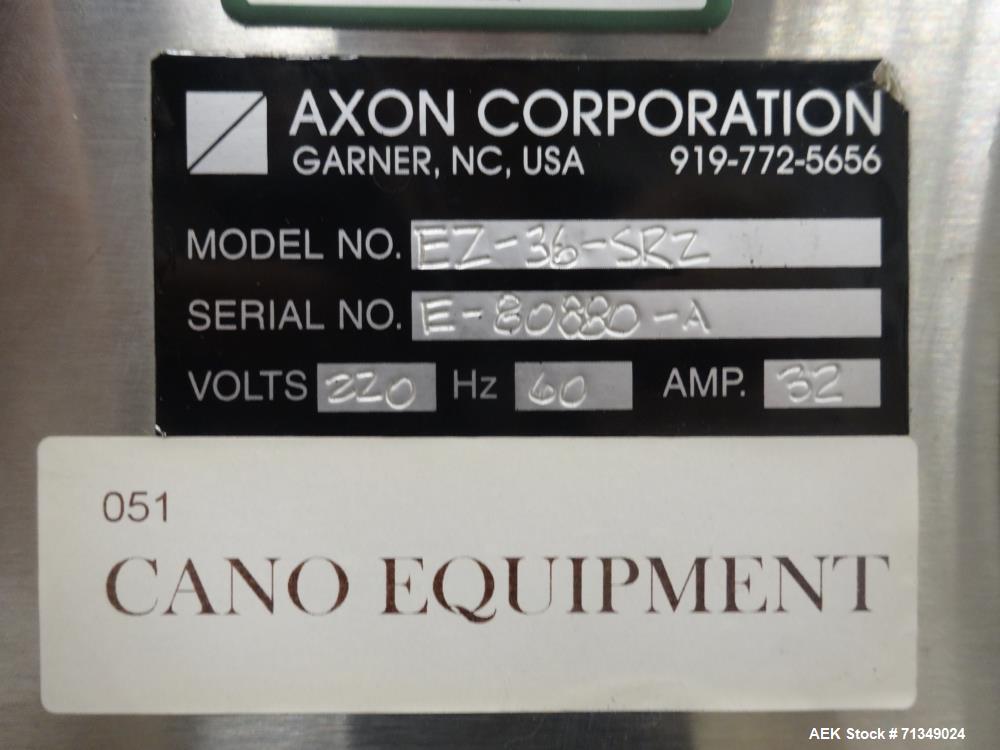 AXON CORPORATION
GARNER, NC, USA 919-772-5656
MODEL NO. EZ-36-SRZ
SERIAL NO. E-80880-A
VOLTS 220 Hz 60 AMP. 32
051
CANO EQUIPMENT
AEK Stock # 71349024